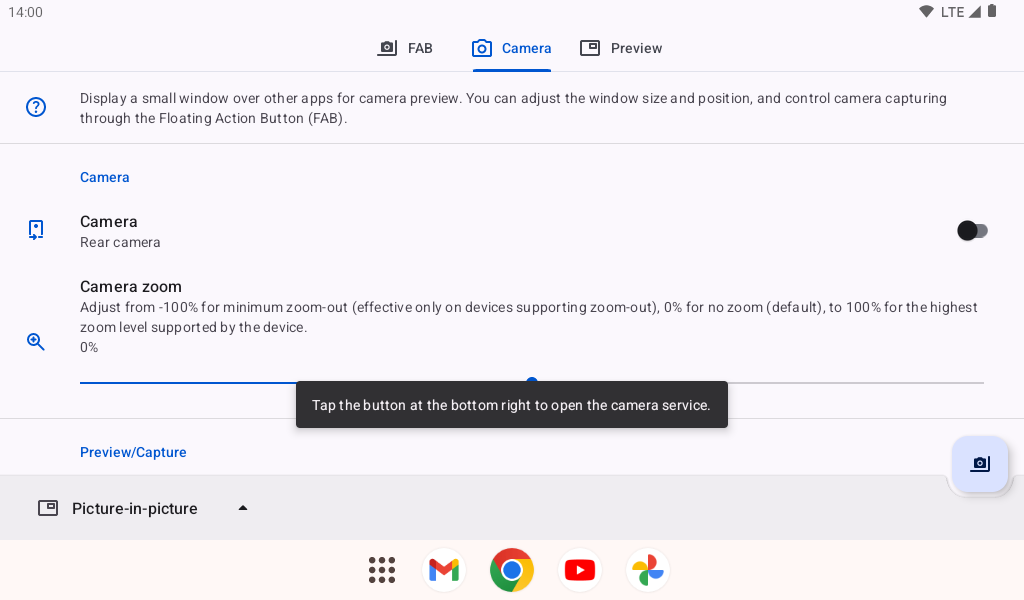 14:00
LTE
FAB
Camera
Preview
Display a small window over other apps for camera preview. You can adjust the window size and position, and control camera capturing
through the Floating Action Button (FAB).
Camera
Camera
Rear camera
Camera zoom
Adjust from -100% for minimum zoom-out (effective only on devices supporting zoom-out), 0% for no zoom (default), to 100% for the highest
zoom level supported by the device.
0%
Tap the button at the bottom right to open the camera service.
Preview/Capture
Picture-in-picture